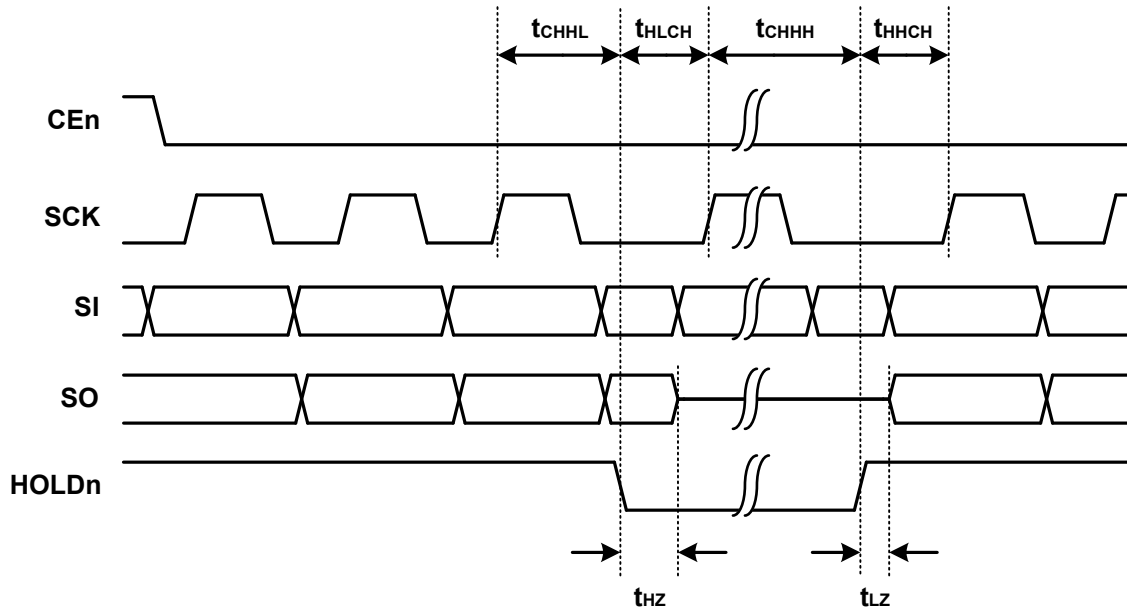 tCHHL tHLCH tCHHH tHHCH
CEn
SCK
SI
SO
HOLDn
tHZ tLZ